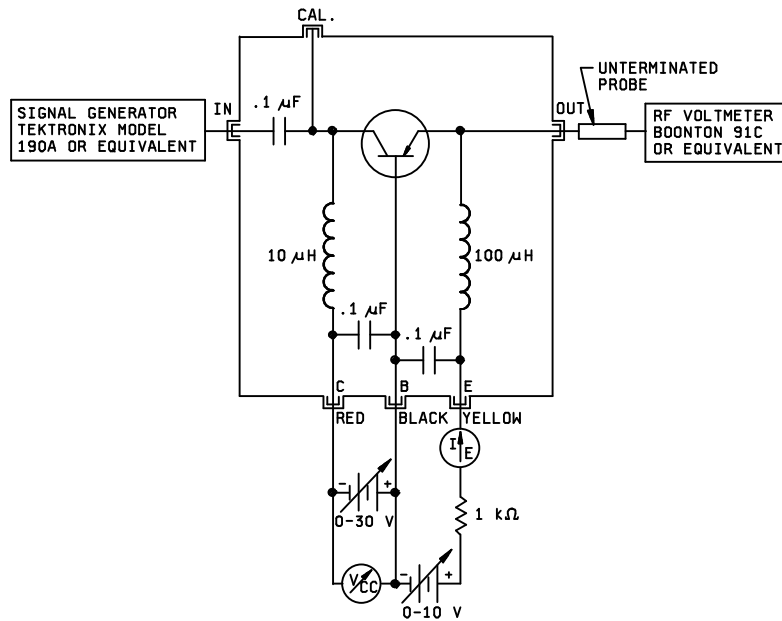 CAL.
UNTERMINATED
PROBE
IN
.1 µF
OUT
SIGNAL GENERATOR
TEKTRONIX MODEL
190A OR EQUIVALENT
RF VOLTMETER
BOONTON 91C
OR EQUIVALENT
10 µH
100 µH
.1 µF
.1 µF
C
B
E
RED
BLACK
YELLOW
I E
- +
0-30 V
1 kΩ
VCC
- +
0-10 V